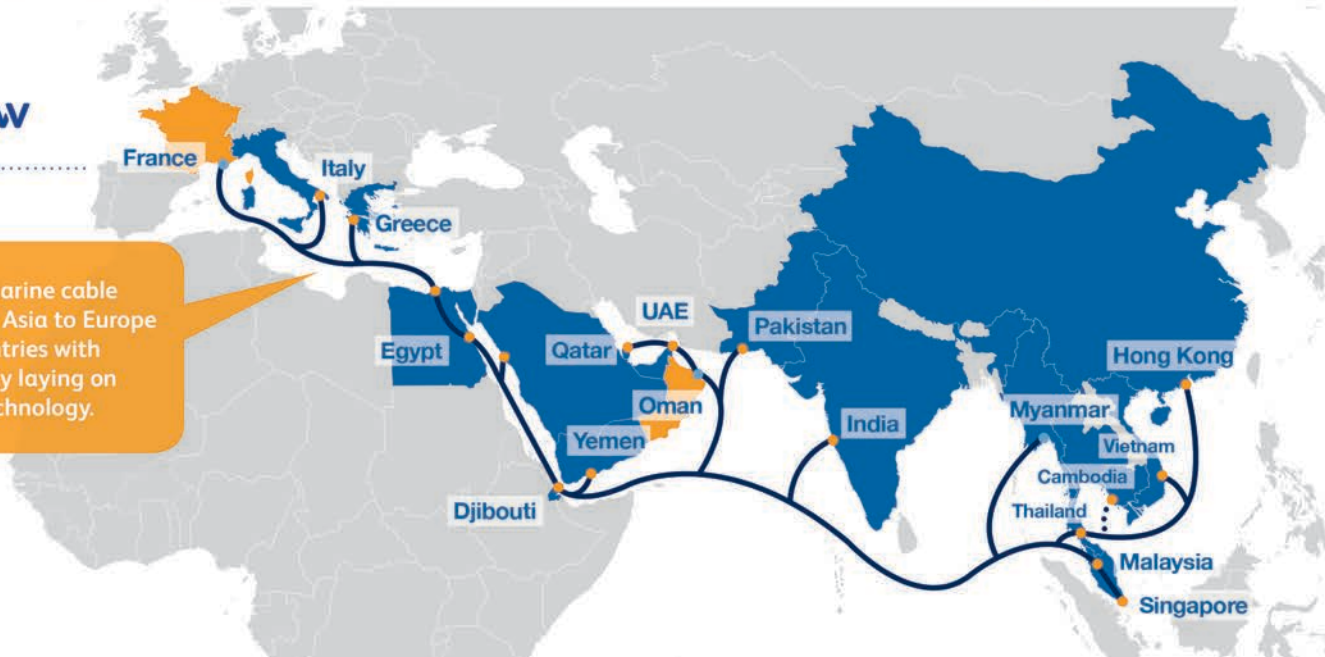 w
France
Italy
Greece
arine cable
Asia to Europe
ntries with
y laying on
chnology.
Egypt
Qatar
UAE
Pakistan
Oman
Yemen
Djibouti
India
Hong Kong
Myanmar
Vietnam
Cambodia
Thailand
Malaysia
Singapore